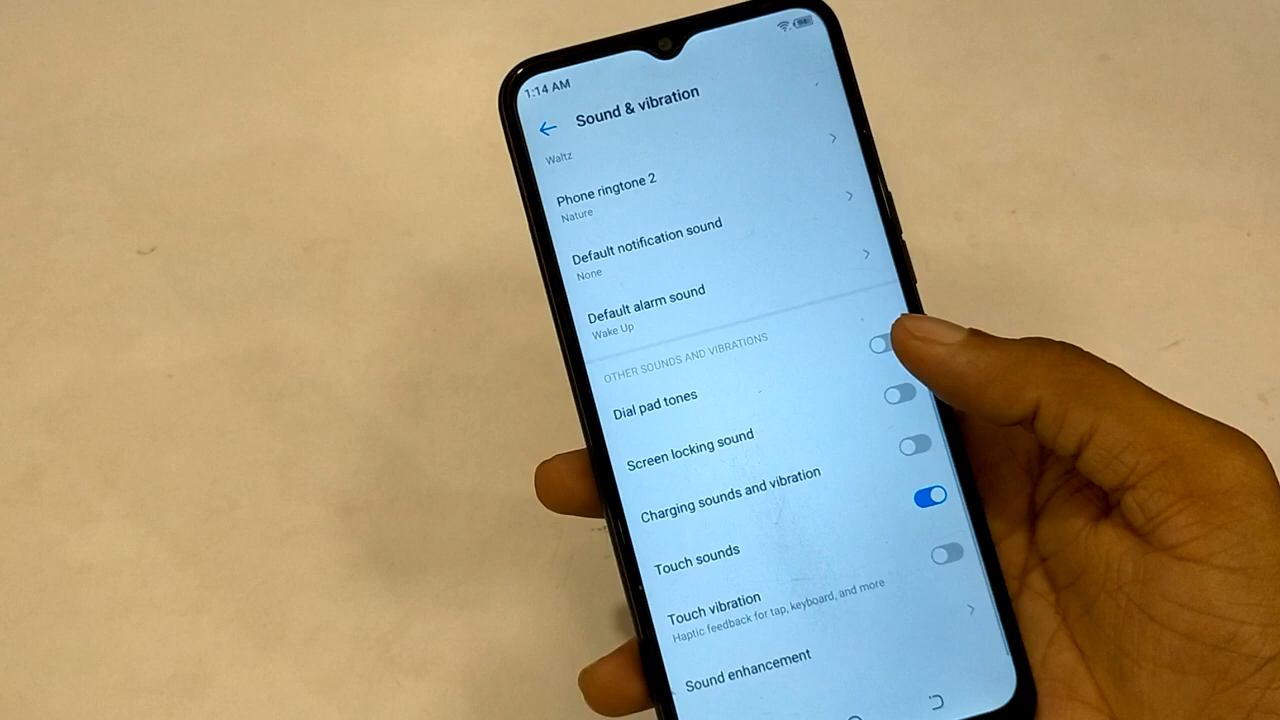 1:14 AM
94
Sound & vibration
Waltz
Phone ringtone 2
Nature
Default notification sound
None
Default alarm sound
Wake Up
OTHER SOUNDS AND VIBRATIONS
Dial pad tones
Screen locking sound
Charging sounds and vibration
Touch sounds
Touch vibration
Haptic feedback for tap, keyboard, and more
Sound enhancement